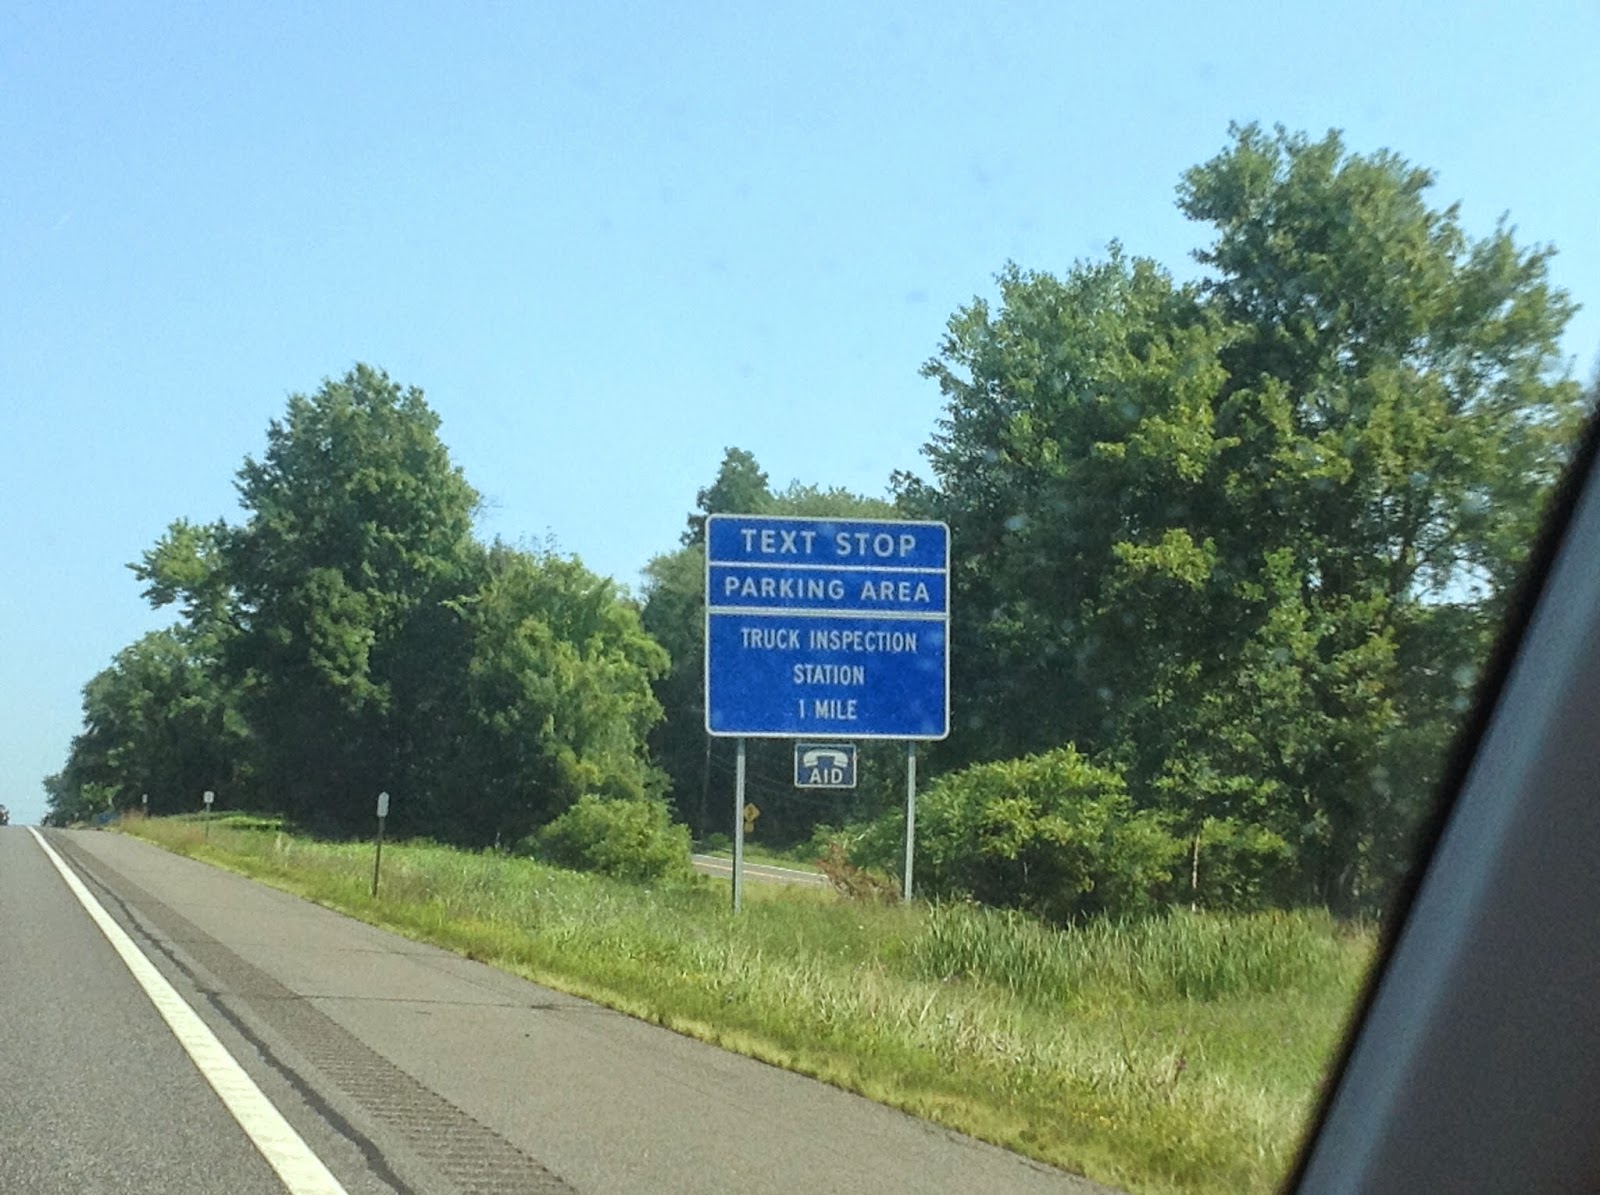 TEXT STOP
PARKING AREA
TRUCK INSPECTION
STATION
1 MILE
AID